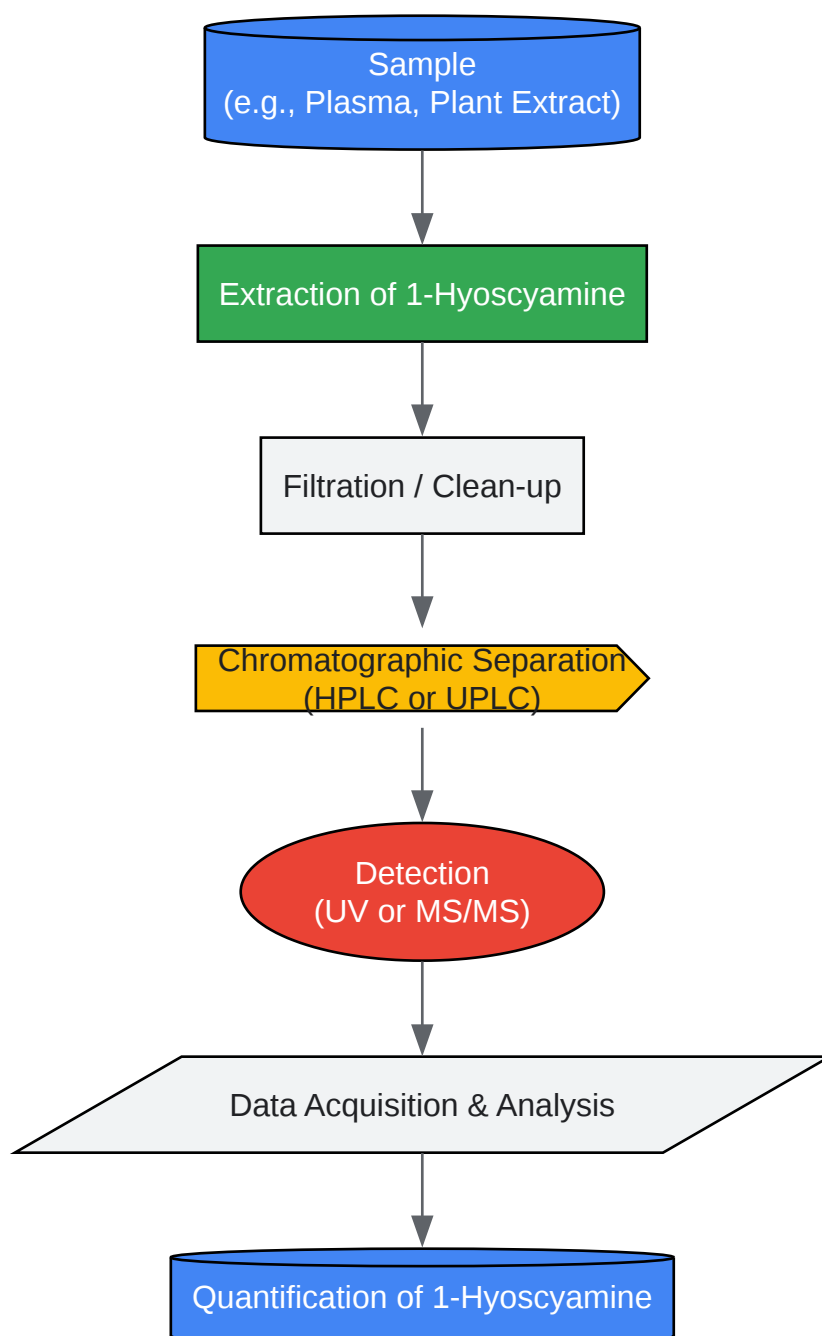 Sample
(e.g., Plasma, Plant Extract)
Extraction of 1-Hyoscyamine
Filtration / Clean-up
Chromatographic Separation
(HPLC or UPLC)
Detection
(UV or MS/MS)
Data Acquisition & Analysis
Quantification of 1-Hyoscyamine